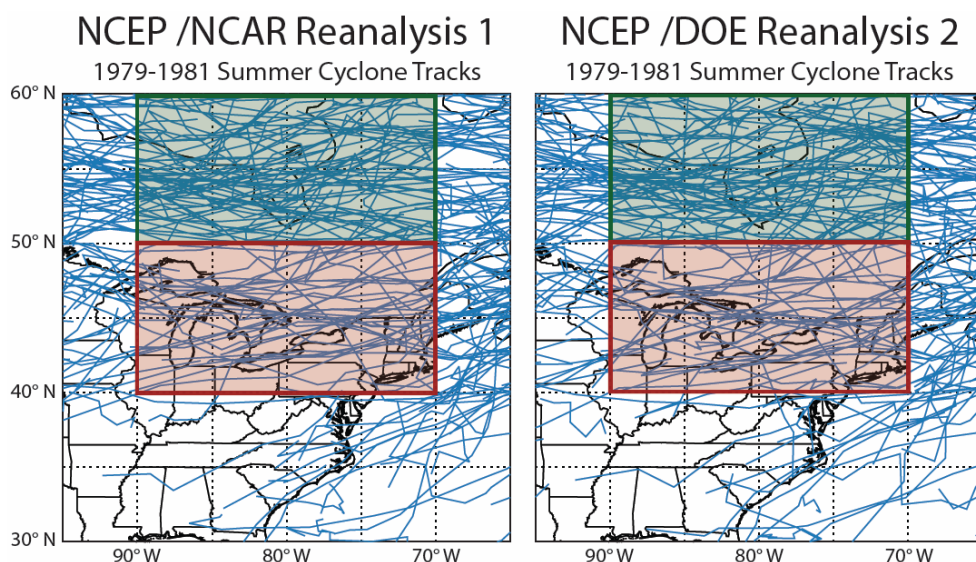 NCEP /NCAR Reanalysis 1
1979-1981 Summer Cyclone Tracks
NCEP /DOE Reanalysis 2
1979-1981 Summer Cyclone Tracks
60° N
50° N
40° N
30° N
90° W
80° W
70° W
90° W
80° W
70° W